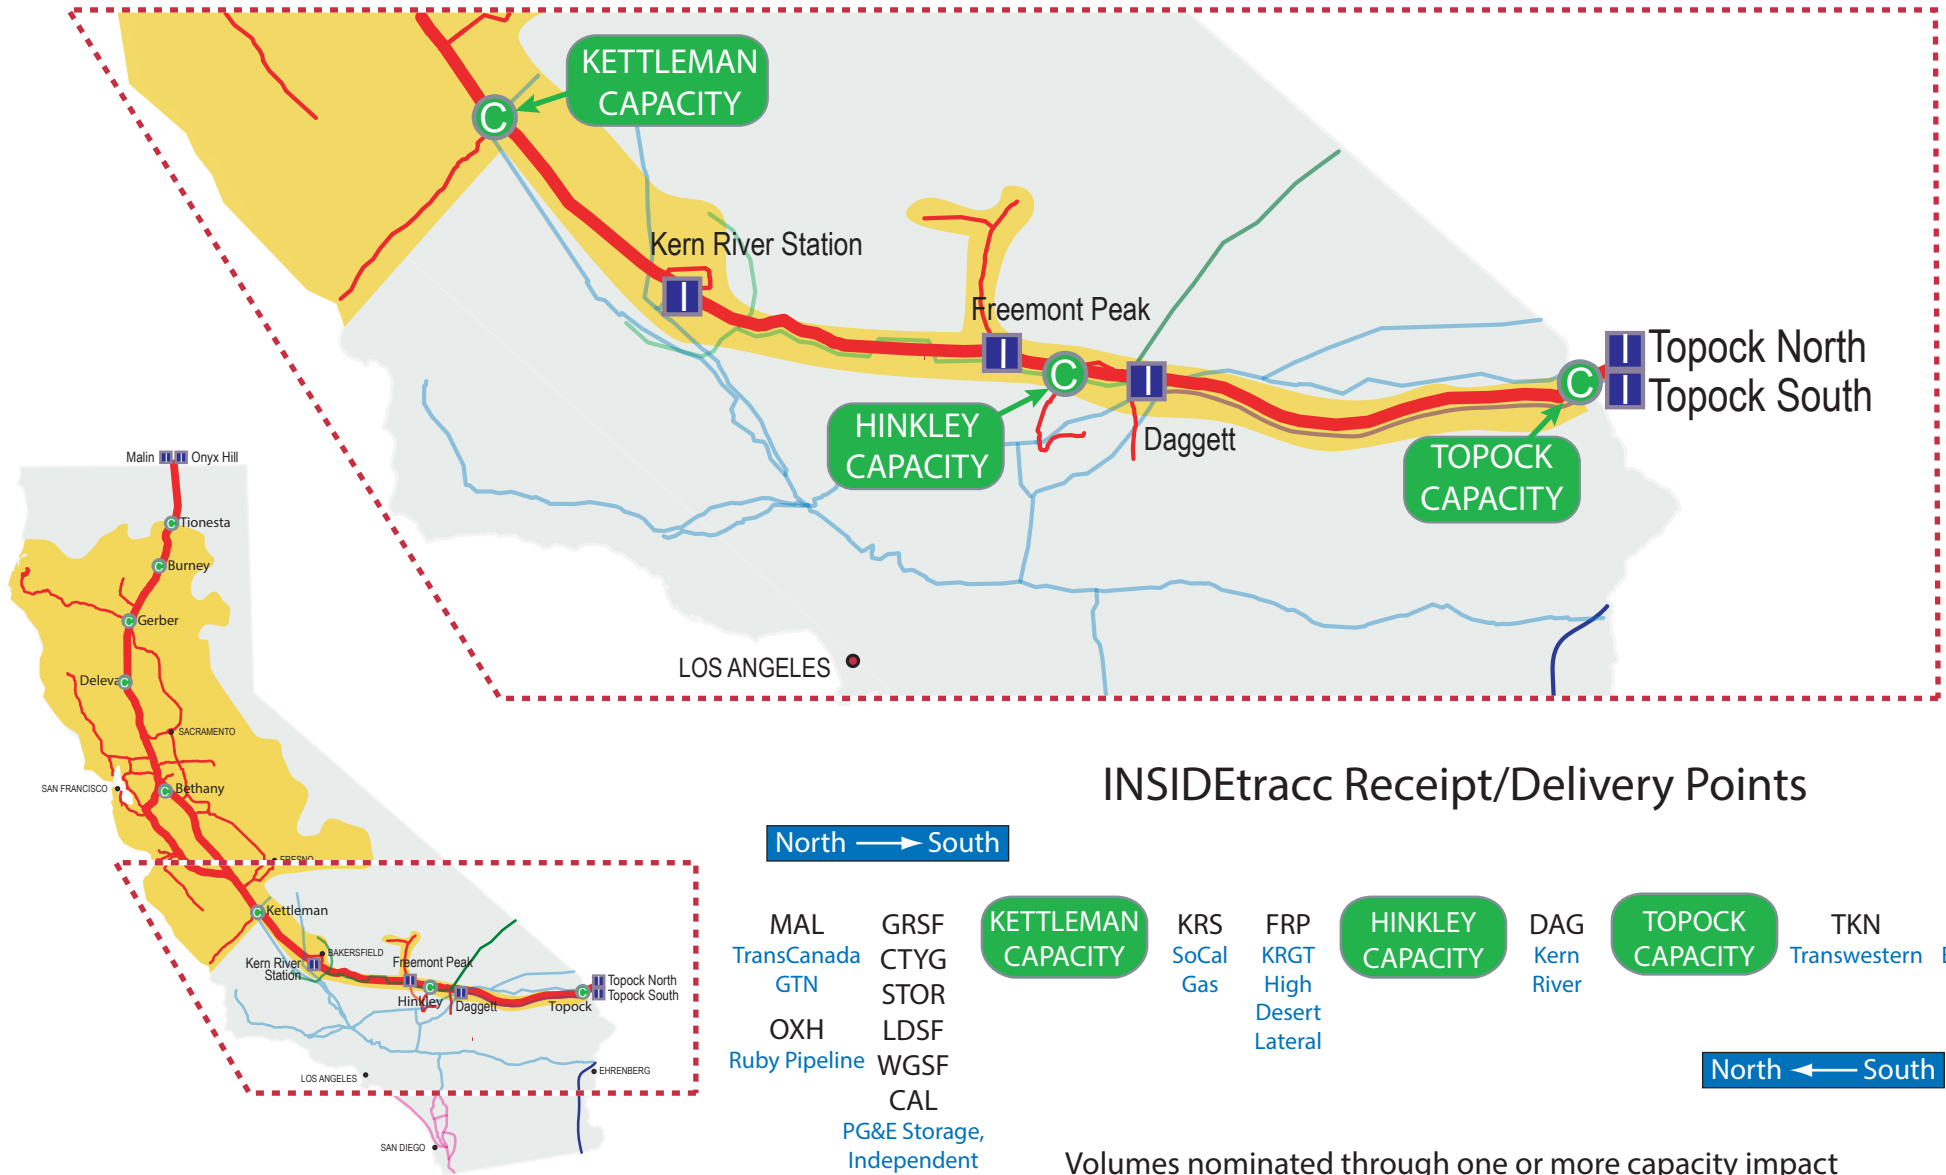 KETTLEMAN
CAPACITY
C
Kern River Station
I
Freemont Peak
I
C
I
HINKLEY
CAPACITY
Daggett
C
I
Topock North
I
Topock South
TOPOCK
CAPACITY
LOS ANGELES
Malin
Onyx Hill
C
Tionesta
C
Burney
C
Gerber
Deleva
C
SACRAMENTO
SAN FRANCISCO
C
Bethany
FRESNO
C
Kettleman
BAKERSFIELD
Kern River
Station
Freemont Peak
C
Hinkley
Daggett
Topock
C
Topock North
Topock South
LOS ANGELES
EHRENBERG
SAN DIEGO
INSIDEtracc Receipt/Delivery Points
North South
MAL
TransCanada
GTN
OXH
Ruby Pipeline
GRSF
CTYG
STOR
LDSF
WGSF
CAL
PG&E Storage,
Independent
KETTLEMAN
CAPACITY
KRS
SoCal
Gas
FRP
KRGT
High
Desert
Lateral
HINKLEY
CAPACITY
DAG
Kern
River
TOPOCK
CAPACITY
TKN
Transwestern
North South
Volumes nominated through one or more capacity impact